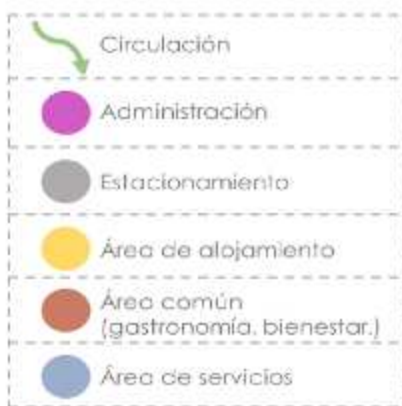 Circulación
Administración
Estacionamiento
Área de alojamiento
Área común
(gastronomía, bienestar.)
Área de servicios